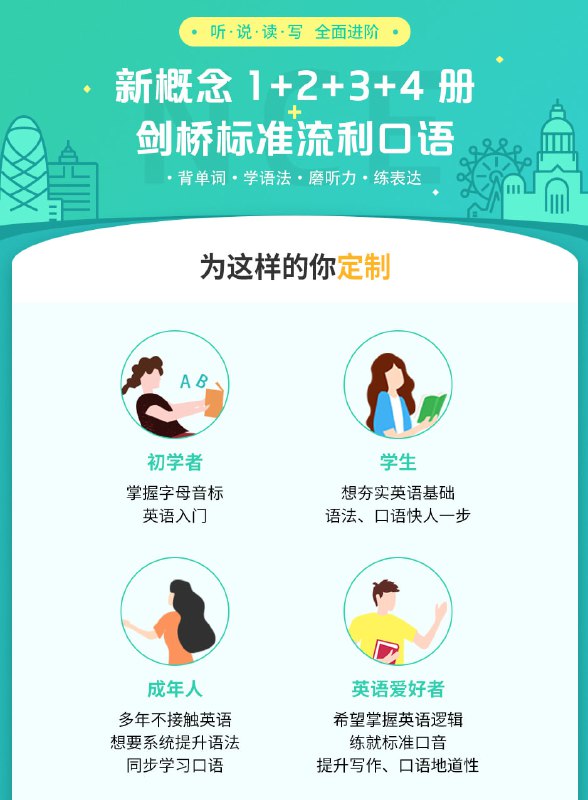 听·说·读·写 全面进阶
新概念 1+2+3+4 册
+
剑桥标准流利口语
·背单词·学语法·磨听力·练表达
NCE
为这样的你定制
A B
初学者
掌握字母音标
英语入门
学生
想夯实英语基础
语法、口语快人一步
成年人
多年不接触英语
想要系统提升语法
同步学习口语
英语爱好者
希望掌握英语逻辑
练就标准口音
提升写作、口语地道性